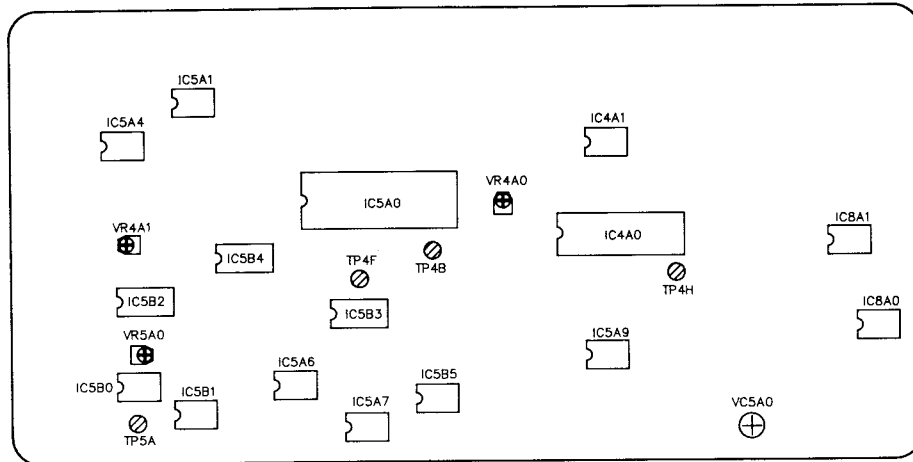 IC5A1
IC5A4
IC4A1
VR4A0
IC5A0
VR4A1
IC4A0
IC8A1
IC5B4
TP4F
TP4B
TP4H
IC5B2
IC5B3
IC8A0
VR5A0
IC5A9
IC5A6
IC5B5
IC5B0
IC5B1
IC5A7
VC5A0
TP5A